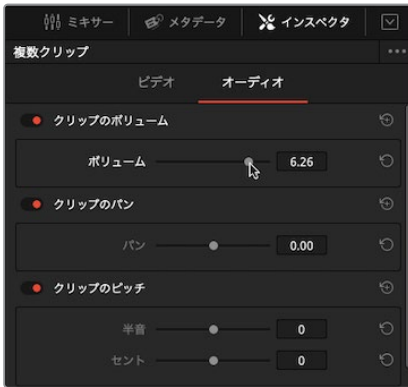 ミキサー メタデータ インスペクタ
複数クリップ
ビデオ オーディオ
クリップのボリューム
ボリューム 6.26
クリップのパン
パン 0.00
クリップのピッチ
半音 0
セント 0